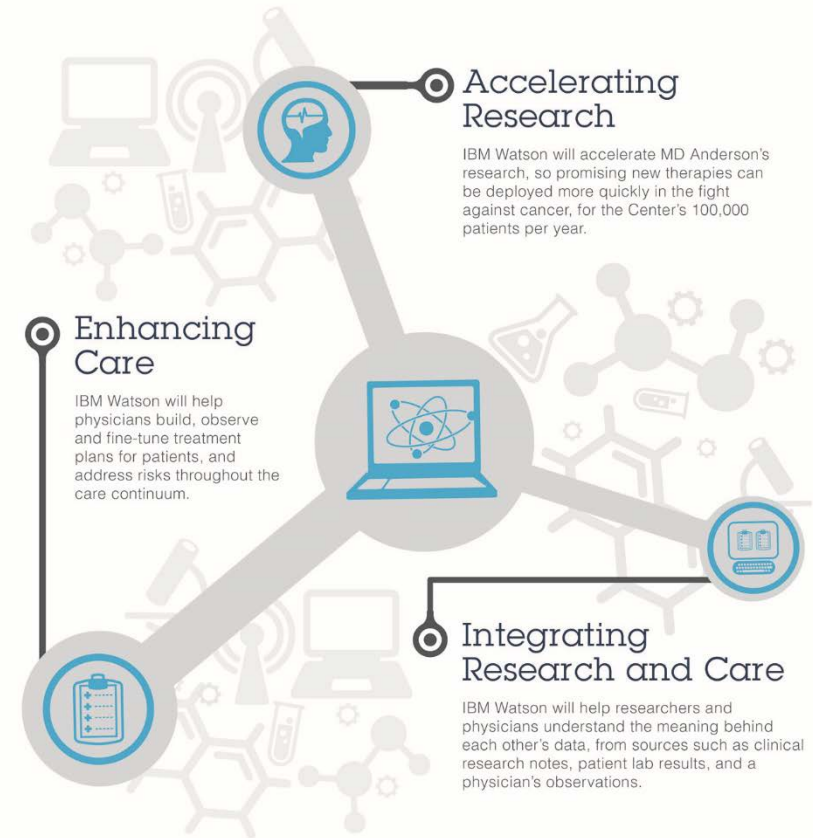 Accelerating
Research
IBM Watson will accelerate MD Anderson's
research, so promising new therapies can
be deployed more quickly in the fight
against cancer, for the Center's 100,000
patients per year.
Enhancing
Care
IBM Watson will help
physicians build, observe
and fine-tune treatment
plans for patients, and
address risks throughout the
care continuum.
Integrating
Research and Care
IBM Watson will help researchers and
physicians understand the meaning behind
each other's data, from sources such as clinical
research notes, patient lab results, and a
physician's observations.